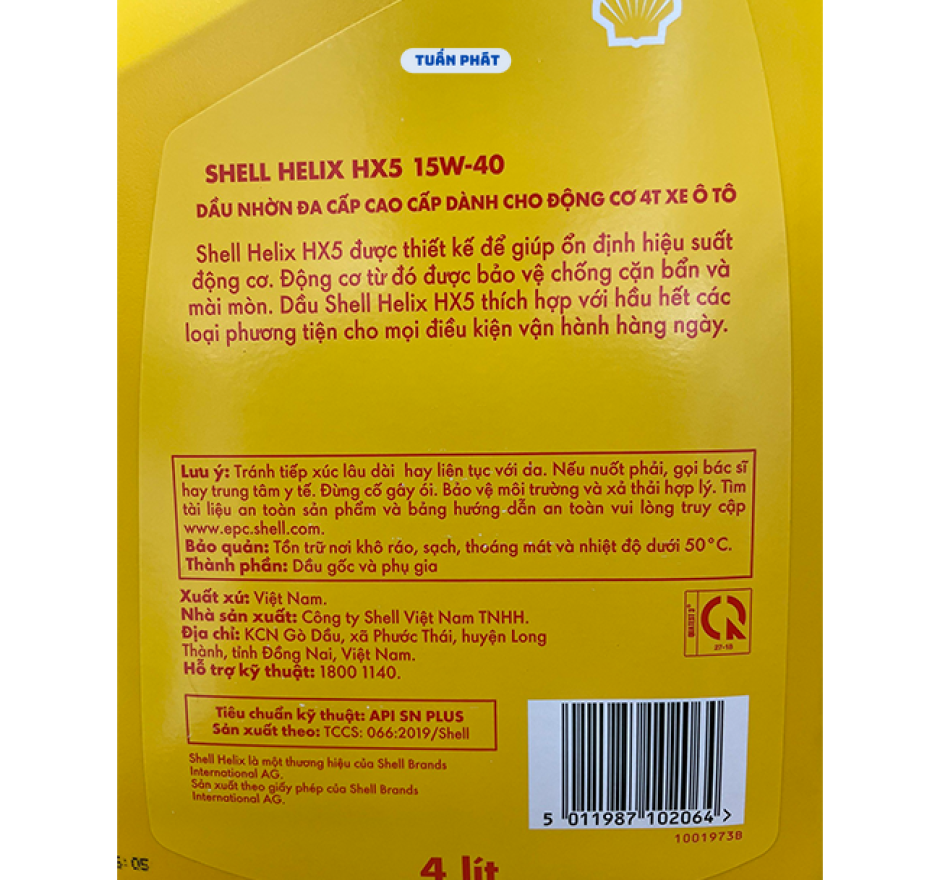 TUẤN PHÁT
SHELL HELIX HX5 15W-40
DẦU NHỜN ĐA CẤP CAO CẤP DÀNH CHO ĐỘNG CƠ 4T XE Ô TÔ
Shell Helix HX5 được thiết kế để giúp ổn định hiệu suất
động cơ. Động cơ từ đó được bảo vệ chống cặn bẩn và
mài mòn. Dầu Shell Helix HX5 thích hợp với hầu hết các
loại phương tiện cho mọi điều kiện vận hành hàng ngày.
Lưu ý: Tránh tiếp xúc lâu dài hay liên tục với da. Nếu nuốt phải, gọi bác sĩ
hay trung tâm y tế. Đừng cố gây ói. Bảo vệ môi trường và xả thải hợp lý. Tìm
tài liệu an toàn sản phẩm và bảng hướng dẫn an toàn vui lòng truy cập
www.epc.shell.com.
Bảo quản: Tồn trữ nơi khô ráo, sạch, thoáng mát và nhiệt độ dưới 50°C.
Thành phần: Dầu gốc và phụ gia
Xuất xứ: Việt Nam.
Nhà sản xuất: Công ty Shell Việt Nam TNHH.
Địa chỉ: KCN Gò Dầu, xã Phước Thái, huyện Long
Thành, tỉnh Đồng Nai, Việt Nam.
Hỗ trợ kỹ thuật: 1800 1140.
QUATEST 3
27-18
Tiêu chuẩn kỹ thuật: API SN PLUS
Sản xuất theo: TCCS: 066:2019/Shell
Shell Helix là một thương hiệu của Shell Brands
International AG.
Sản xuất theo giấy phép của Shell Brands
International AG.
5 011987 102064 >
10019738
: 05
4 lít